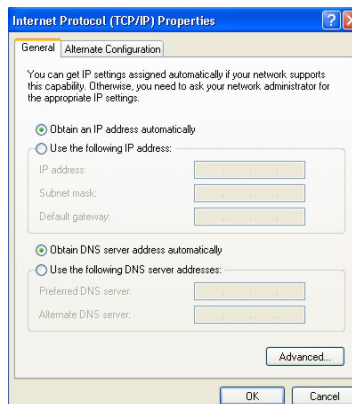 Internet Protocol (TCP/IP) Properties
General Alternate Configuration
You can get IP settings assigned automatically if your network supports
this capability. Otherwise, you need to ask your network administrator for
the appropriate IP settings.
Obtain an IP address automatically
Use the following IP address:
IP address:
Subnet mask:
Default gateway:
Obtain DNS server address automatically
Use the following DNS server addresses:
Preferred DNS server:
Alternate DNS server:
Advanced...
OK Cancel